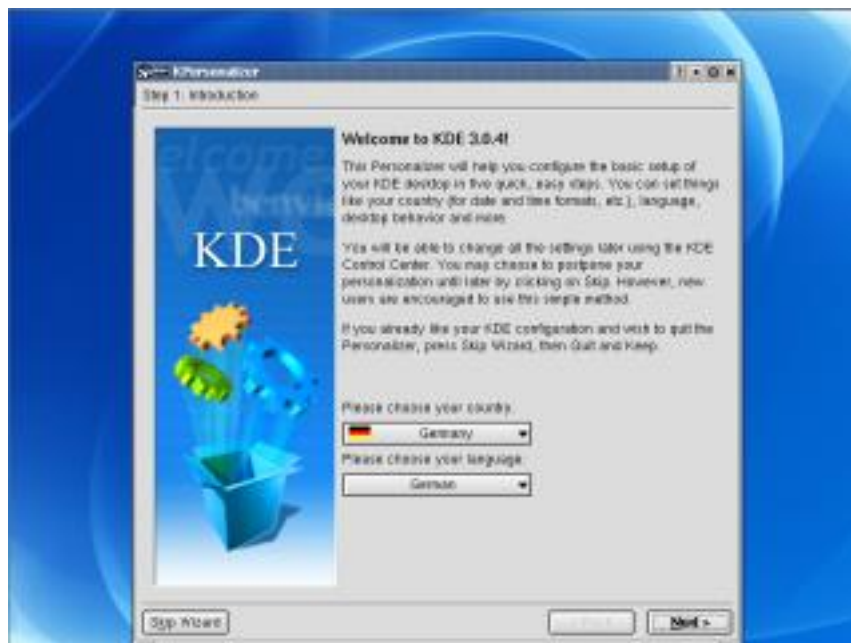 KPersonalizer
Step 1: Introduction
elcome
KDE
Welcome to KDE 3.0.4!
This Personalizer will help you configure the basic setup of
your KDE desktop in five quick, easy steps. You can set things
like your country (for date and time formats, etc.), language,
desktop behavior and more.
You will be able to change all the settings later using the KDE
Control Center. You may choose to postpone your
personalization until later by clicking on Skip. However, new
users are encouraged to use this simple method.
If you already like your KDE configuration and wish to quit the
Personalizer, press Skip Wizard, then Quit and Keep.
Please choose your country:
Germany
Please choose your language:
German
Skip Wizard
Next >